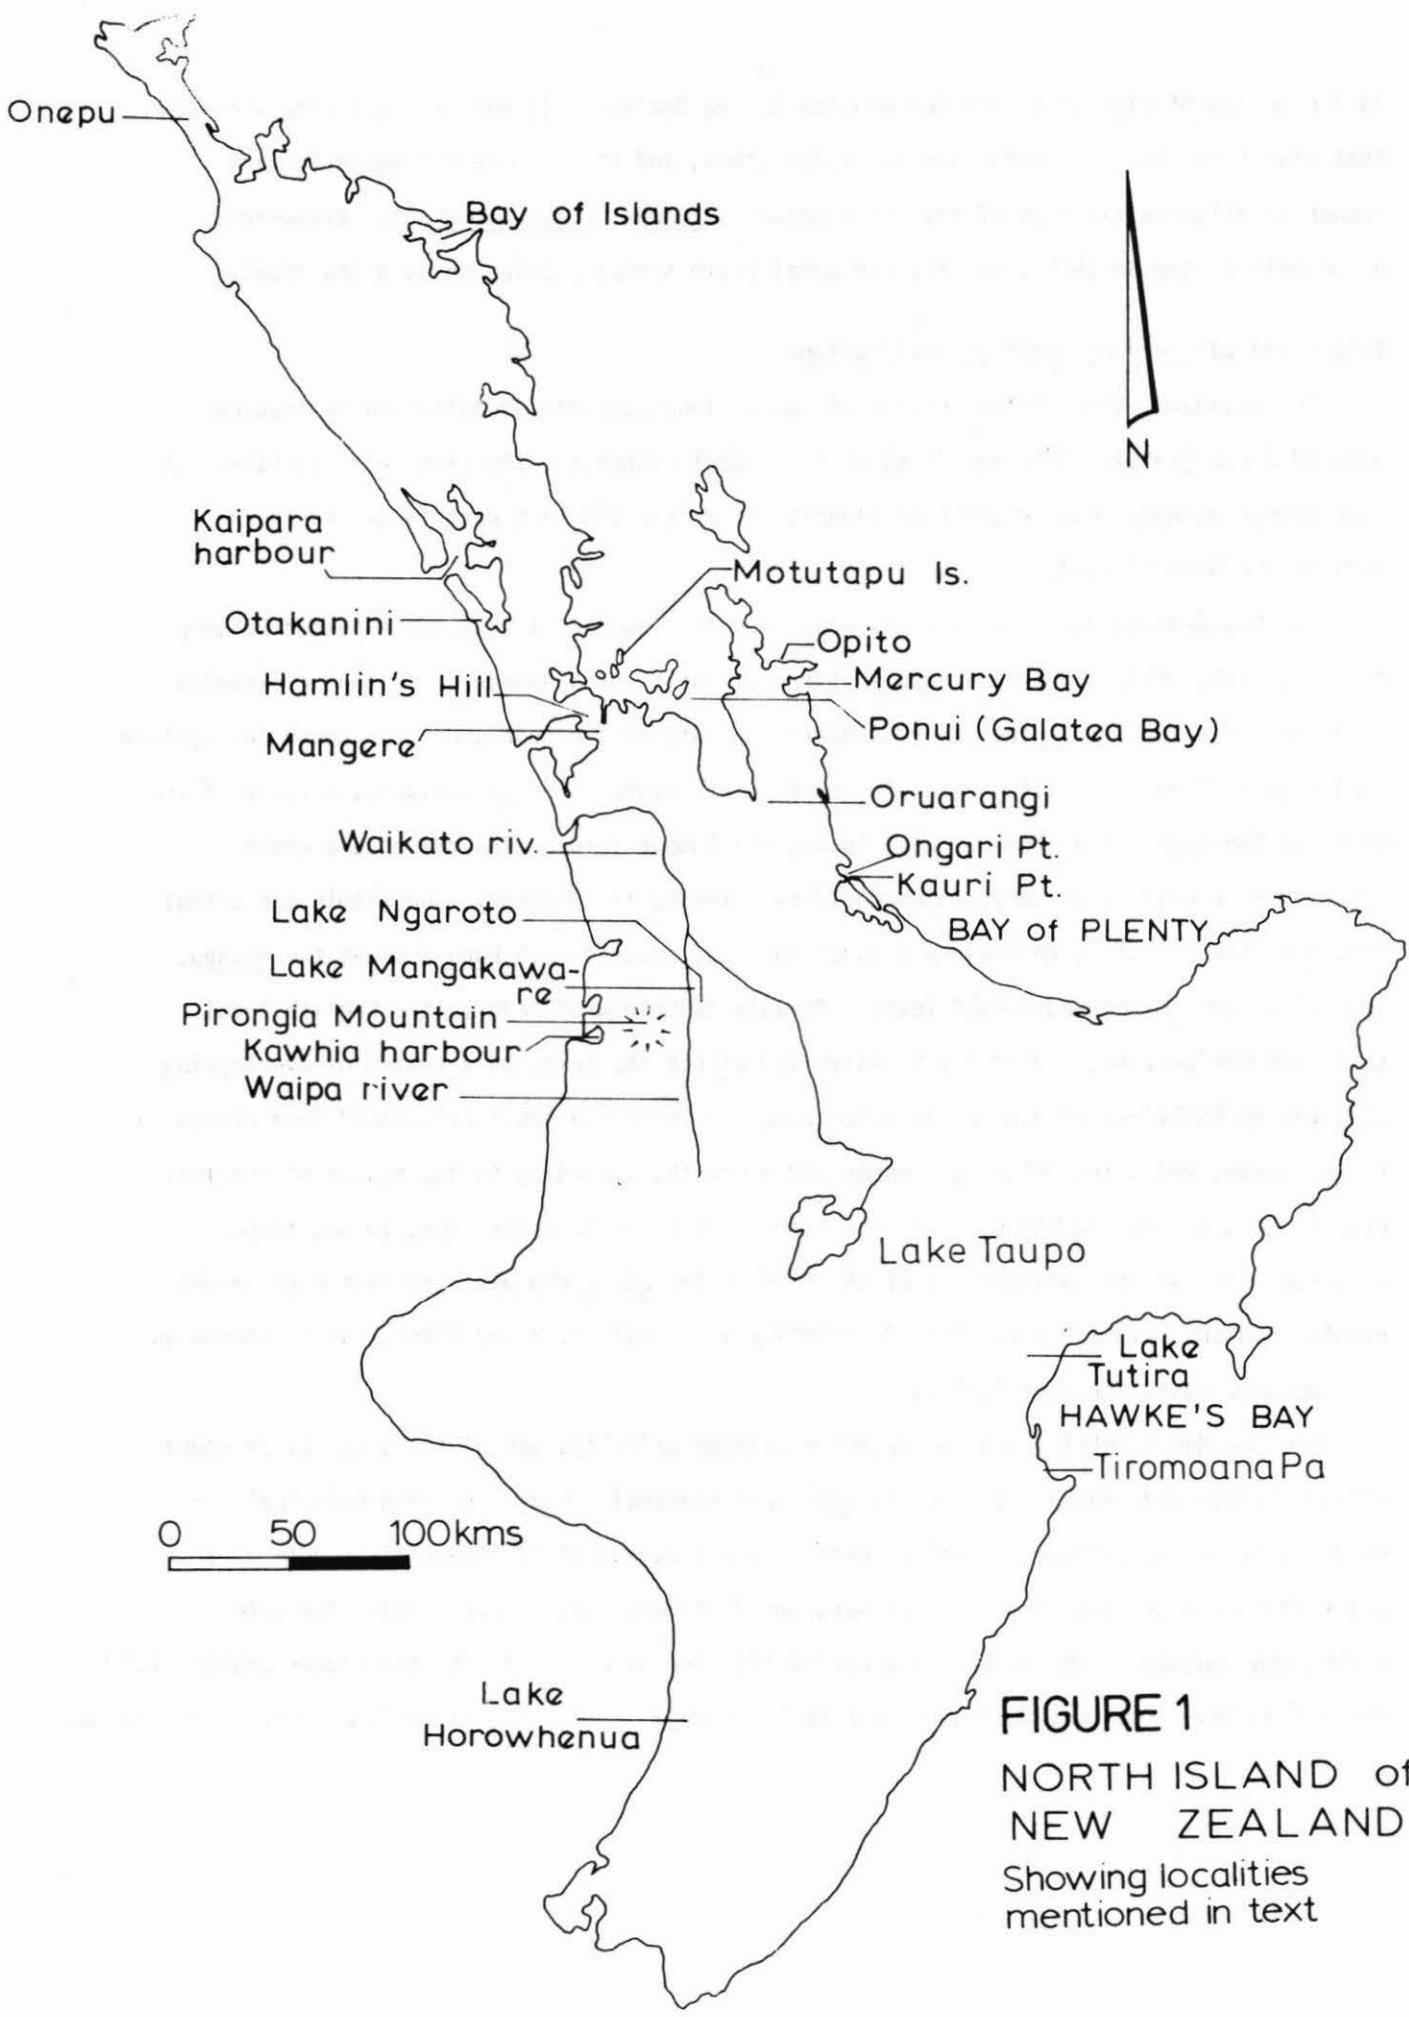 Onepu
Bay of Islands
N
Kaipara
harbour
Motutapu Is.
Otakanini
Opito
Hamlin's Hill
Mercury Bay
Ponui (Galatea Bay)
Mangere
Oruarangi
Waikato riv.
Ongari Pt.
Kauri Pt.
Lake Ngaroto
BAY of PLENTY
Lake Mangakawa-
re
Pirongia Mountain
Kawhia harbour
Waipa river
Lake Taupo
Lake
Tutira
HAWKE'S BAY
Tiromoana Pa
0 50 100kms
Lake
Horowhenua
FIGURE 1
NORTH ISLAND of
NEW ZEALAND
Showing localities
mentioned in text